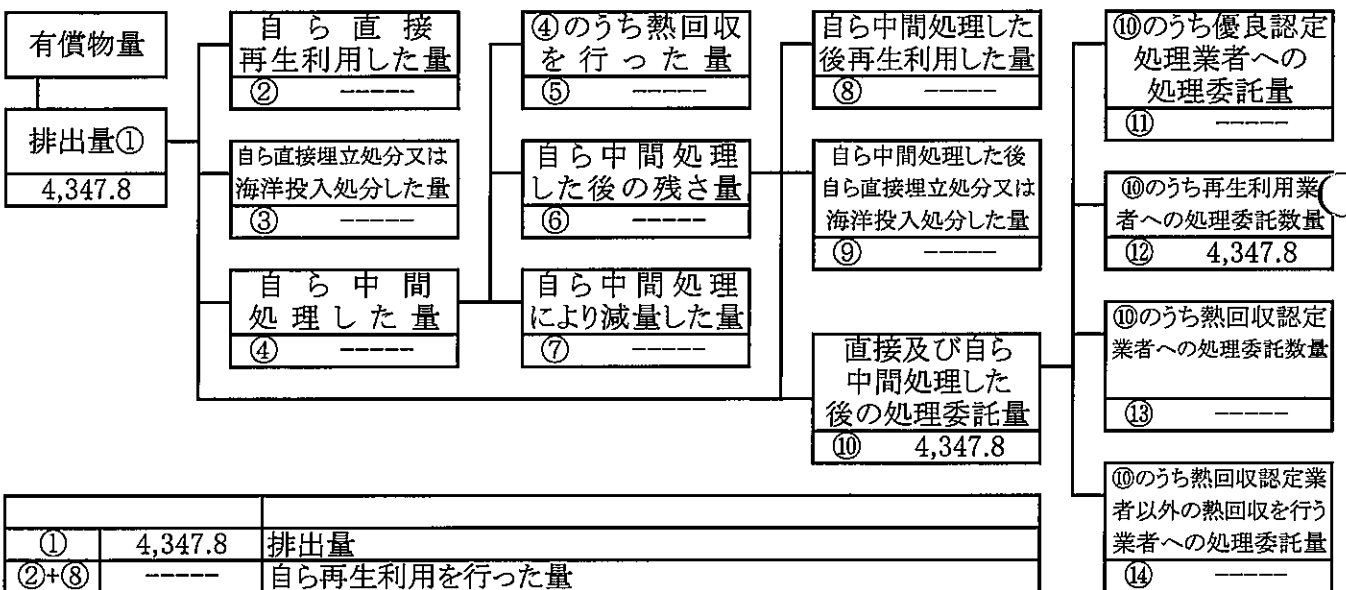 有償物量
排出量①
4,347.8
自ら直接
再生利用した量
② -----
自ら直接埋立処分又は
海洋投入処分した量
③ -----
自ら中間
処理した量
④ -----
④のうち熱回収
を行った量
⑤ -----
自ら中間処理
した後の残さ量
⑥ -----
自ら中間処理
により減量した量
⑦ -----
自ら中間処理した
後再生利用した量
⑧ -----
自ら中間処理した後
自ら直接埋立処分又は
海洋投入処分した量
⑨ -----
直接及び自ら
中間処理した
後の処理委託量
⑩ 4,347.8
⑩のうち優良認定
処理業者への
処理委託量
⑪ -----
⑩のうち再生利用業
者への処理委託数量
⑫ 4,347.8
⑩のうち熱回収認定
業者への処理委託数量
⑬ -----
⑩のうち熱回収認定業
者以外の熱回収を行う
業者への処理委託量
⑭ -----
① 4,347.8 排出量
②+⑧ ----- 自ら再生利用を行った量